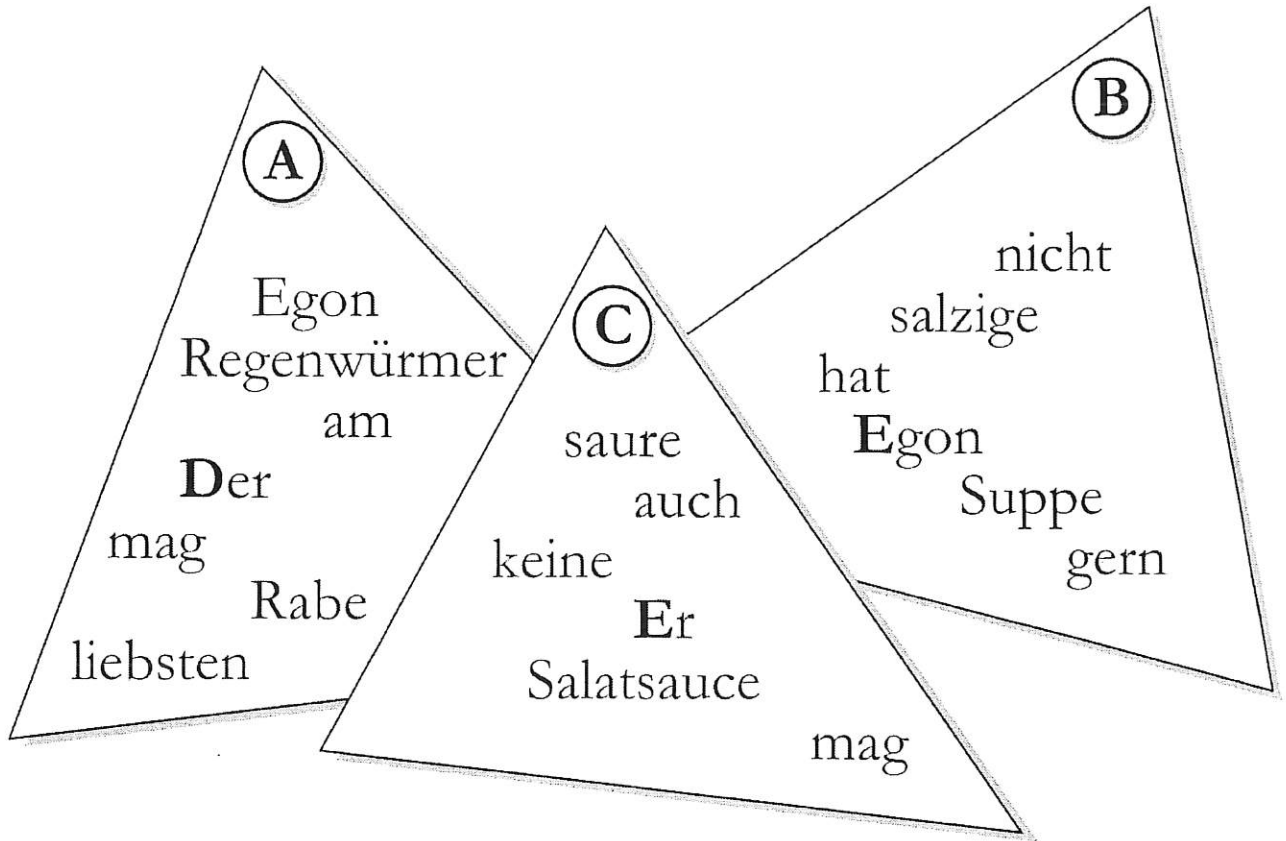 A
Egon
Regenwürmer
am
Der
mag
Rabe
liebsten
B
nicht
salzige
hat
Egon
Suppe
gern
C
saure
auch
keine
Er
Salatsauce
mag